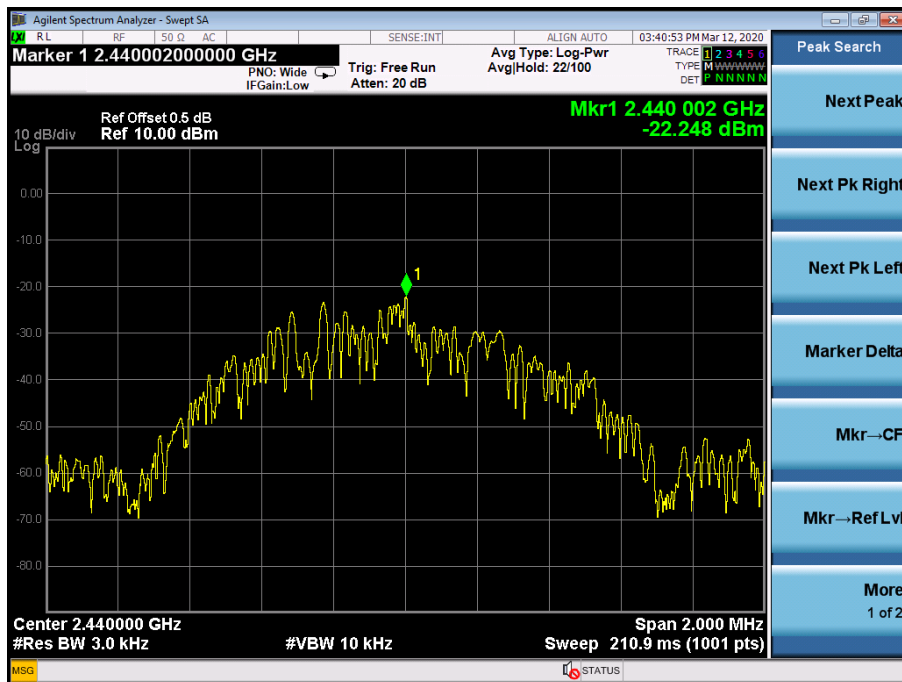 Agilent Spectrum Analyzer - Swept SA
LXI RL RF 50 Ω AC SENSE:INT ALIGN AUTO 03:40:53 PM Mar 12, 2020
Marker 1 2.440002000000 GHz
PNO: Wide
IFGain:Low
Trig: Free Run
Atten: 20 dB
Avg Type: Log-Pwr
Avg|Hold: 22/100
TRACE 1 2 3 4 5 6
TYPE M W W W W W
DET P N N N N N
Peak Search
Mkr1 2.440 002 GHz
-22.248 dBm
Ref Offset 0.5 dB
10 dB/div Ref 10.00 dBm
Log
0.00
-10.0
-20.0
-30.0
-40.0
-50.0
-60.0
-70.0
-80.0
1
Center 2.440000 GHz Span 2.000 MHz
#Res BW 3.0 kHz #VBW 10 kHz Sweep 210.9 ms (1001 pts)
Next Peak
Next Pk Right
Next Pk Left
Marker Delta
Mkr→CF
Mkr→Ref Lvl
More
1 of 2
MSG STATUS